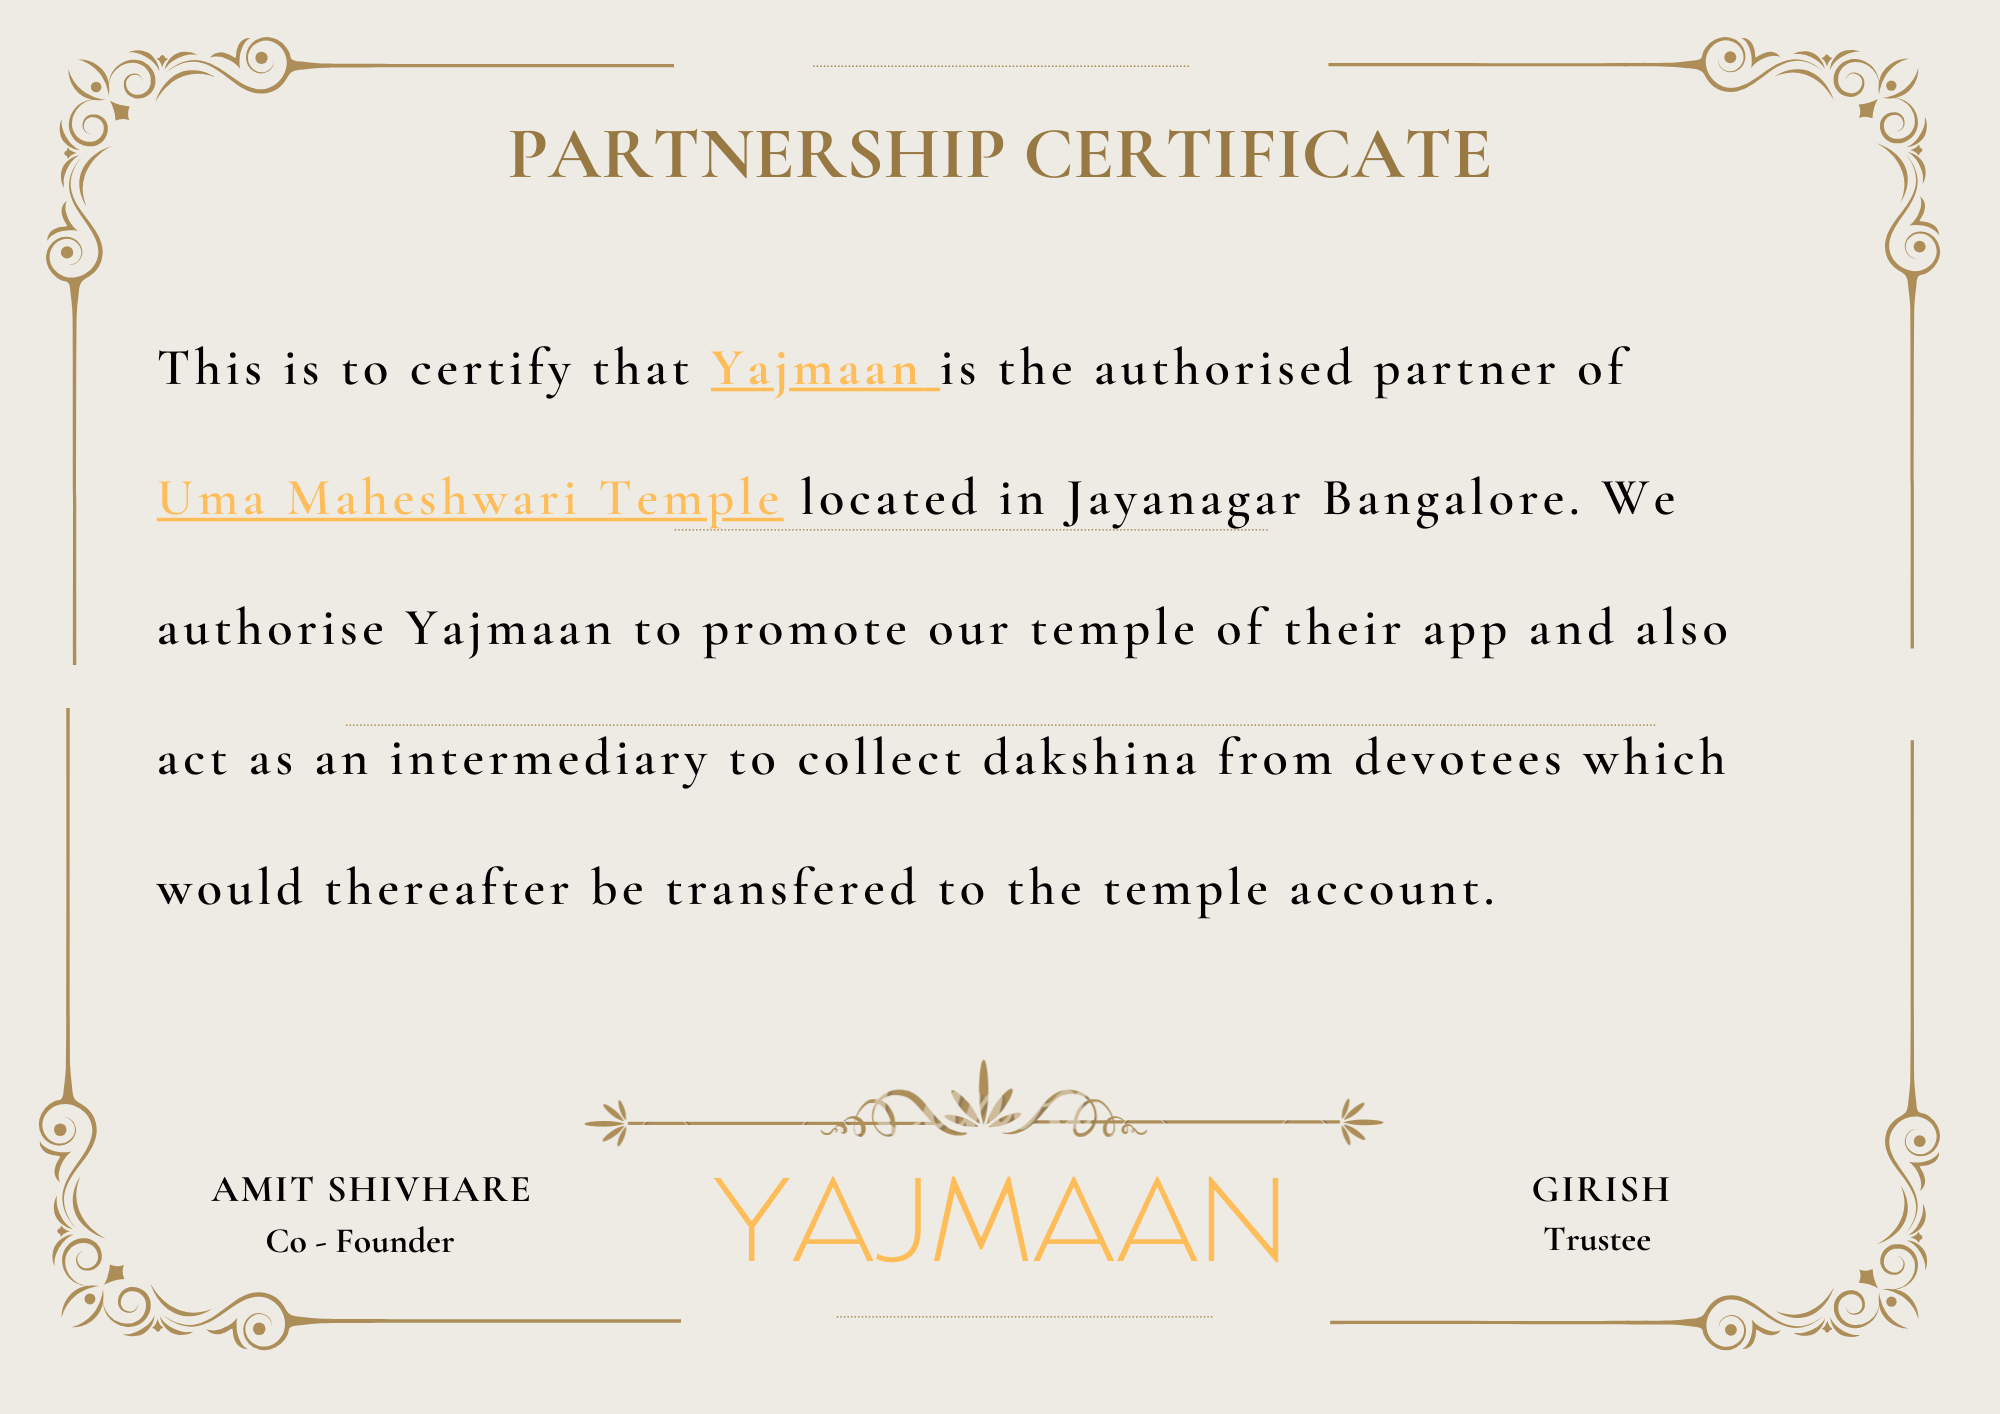 PARTNERSHIP CERTIFICATE
This is to certify that Yajmaan is the authorised partner of
Uma Maheshwari Temple located in Jayanagar Bangalore. We
authorise Yajmaan to promote our temple of their app and also
act as an intermediary to collect dakshina from devotees which
would thereafter be transfered to the temple account.
AMIT SHIVHARE
Co - Founder
YAJMAAN
GIRISH
Trustee